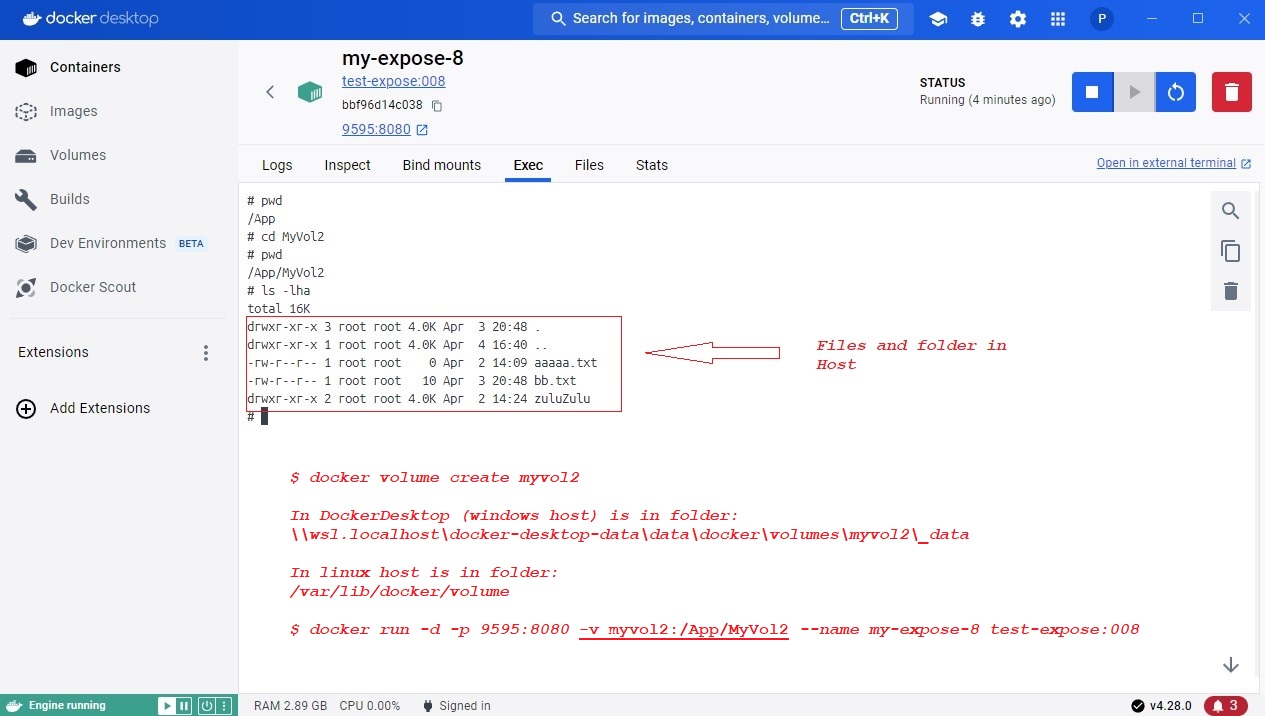 docker desktop
Search for images, containers, volume...
Ctrl+K
P
Containers
Images
Volumes
Builds
Dev Environments BETA
Docker Scout
Extensions
Add Extensions
my-expose-8
test-expose:008
bbf96d14c038
9595:8080
STATUS
Running (4 minutes ago)
Logs Inspect Bind mounts Exec Files Stats
Open in external terminal
# pwd
/App
# cd MyVol2
# pwd
/App/MyVol2
# ls -lha
total 16K
drwxr-xr-x 3 root root 4.0K Apr  3 20:48 .
drwxr-xr-x 1 root root 4.0K Apr  4 16:40 ..
-rw-r--r-- 1 root root    0 Apr  2 14:09 aaaaa.txt
-rw-r--r-- 1 root root   10 Apr  3 20:48 bb.txt
drwxr-xr-x 2 root root 4.0K Apr  2 14:24 zuluZulu
#
Files and folder in
Host
$ docker volume create myvol2
In DockerDesktop (windows host) is in folder:
\\wsl.localhost\docker-desktop-data\data\docker\volumes\myvol2\_data
In linux host is in folder:
/var/lib/docker/volume
$ docker run -d -p 9595:8080 -v myvol2:/App/MyVol2 --name my-expose-8 test-expose:008
Engine running
RAM 2.89 GB CPU 0.00% Signed in
v4.28.0
3